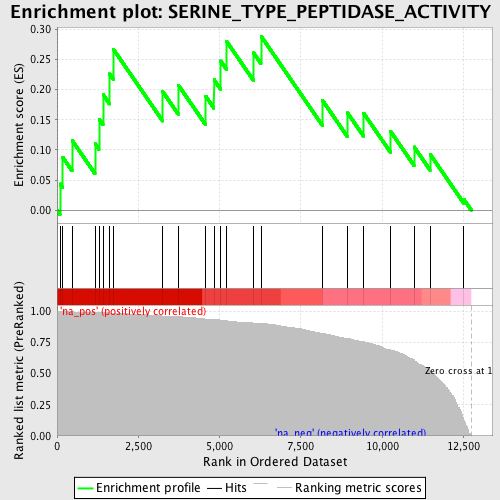 Enrichment plot: SERINE_TYPE_PEPTIDASE_ACTIVITY
Enrichment score (ES)
0.30
0.25
0.20
0.15
0.10
0.05
0.00
'na_pos' (positively correlated)
Ranked list metric (PreRanked)
1.00
0.75
0.50
0.25
0.00
Zero cross at 1
'na_neg' (negatively correlated)
0
2,500
5,000
7,500
10,000
12,500
Rank in Ordered Dataset
Enrichment profile
Hits
Ranking metric scores